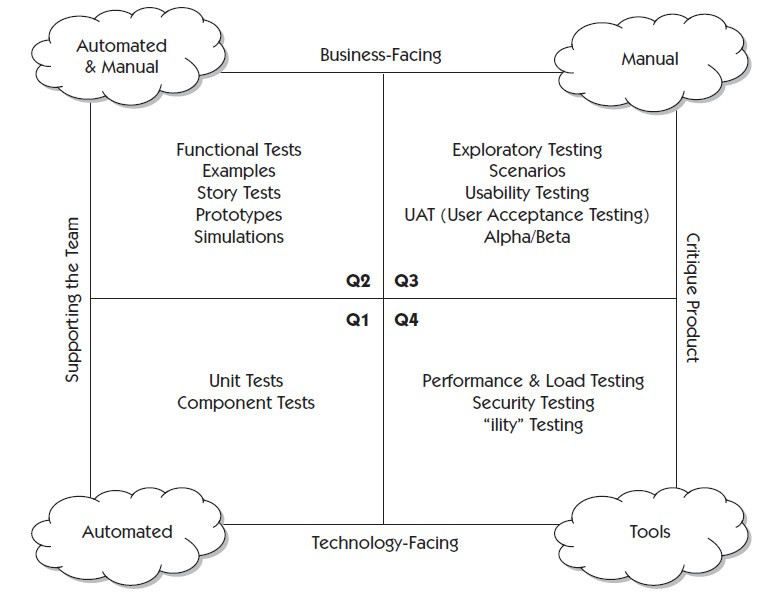 Automated
& Manual
Business-Facing
Manual
Functional Tests
Examples
Story Tests
Prototypes
Simulations
Exploratory Testing
Scenarios
Usability Testing
UAT (User Acceptance Testing)
Alpha/Beta
Supporting the Team
Critique Product
Q2
Q3
Q1
Q4
Unit Tests
Component Tests
Performance & Load Testing
Security Testing
“ility” Testing
Automated
Technology-Facing
Tools